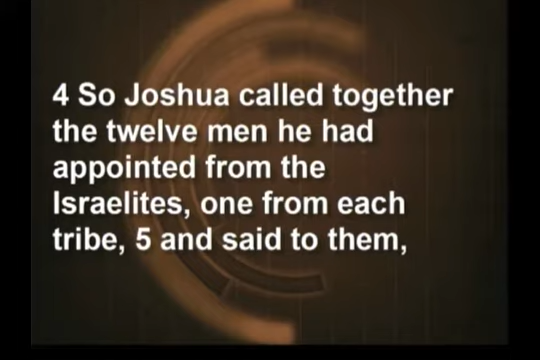 4 So Joshua called together
the twelve men he had
appointed from the
Israelites, one from each
tribe, 5 and said to them,